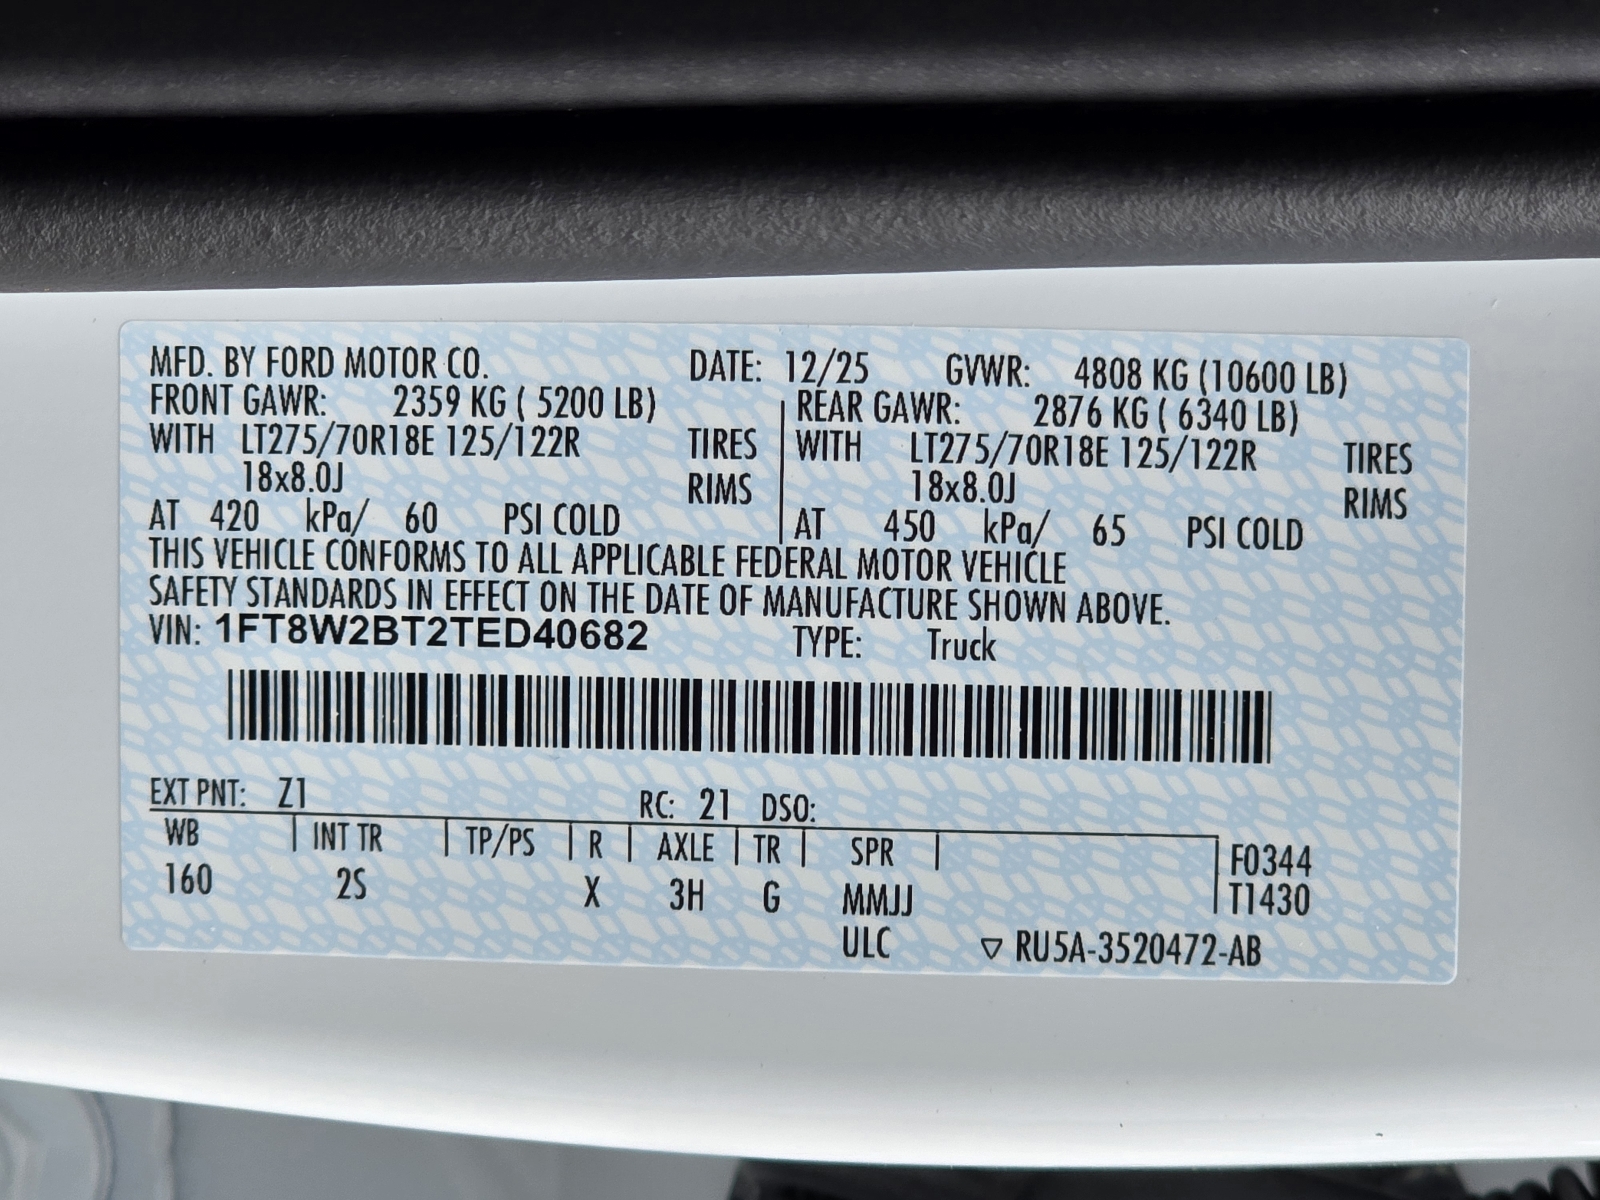 MFD. BY FORD MOTOR CO. DATE: 12/25 GVWR: 4808 KG (10600 LB)
FRONT GAWR: 2359 KG ( 5200 LB) REAR GAWR: 2876 KG ( 6340 LB)
WITH LT275/70R18E 125/122R TIRES WITH LT275/70R18E 125/122R TIRES
18x8.0J RIMS 18x8.0J RIMS
AT 420 kPa/ 60 PSI COLD AT 450 kPa/ 65 PSI COLD
THIS VEHICLE CONFORMS TO ALL APPLICABLE FEDERAL MOTOR VEHICLE
SAFETY STANDARDS IN EFFECT ON THE DATE OF MANUFACTURE SHOWN ABOVE.
VIN: 1FT8W2BT2TED40682 TYPE: Truck
EXT PNT: Z1 RC: 21 DSO:
WB INT TR TP/PS R AXLE TR SPR F0344
160 2S X 3H G MMJJ T1430
ULC ▽ RU5A-3520472-AB